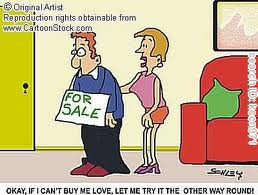 © Original Artist
Reproduction rights obtainable from
www.CartoonStock.com
FOR
SALE
OKAY, IF I CAN'T BUY ME LOVE, LET ME TRY IT THE OTHER WAY ROUND!